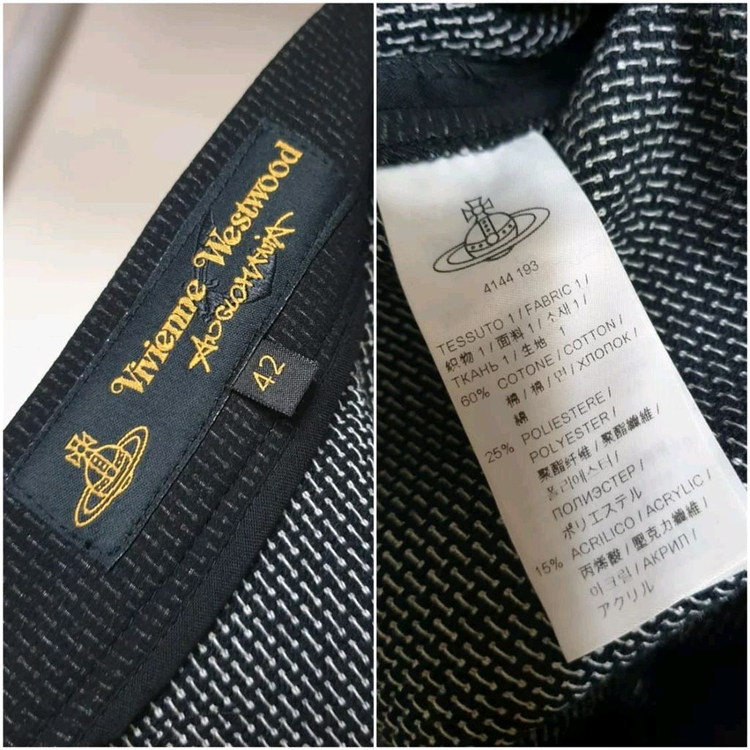 Vivienne Westwood
ANGLOMANIA
42
4144 193
TESSUTO 1 / FABRIC 1 /
织物 1 / 面料 1 / 소재 1 /
ТКАНЬ 1 / 生地 1
60% COTONE / COTTON /
棉 / 棉 / 면 / ХЛОПОК /
綿
25% POLIESTERE /
POLYESTER /
聚酯纤维 / 聚酯纖維 /
폴리에스터 /
ПОЛИЭСТЕР /
ポリエステル
15% ACRILICO / ACRYLIC /
丙烯酸 / 壓克力纖維 /
아크릴 / АКРИЛ /
アクリル